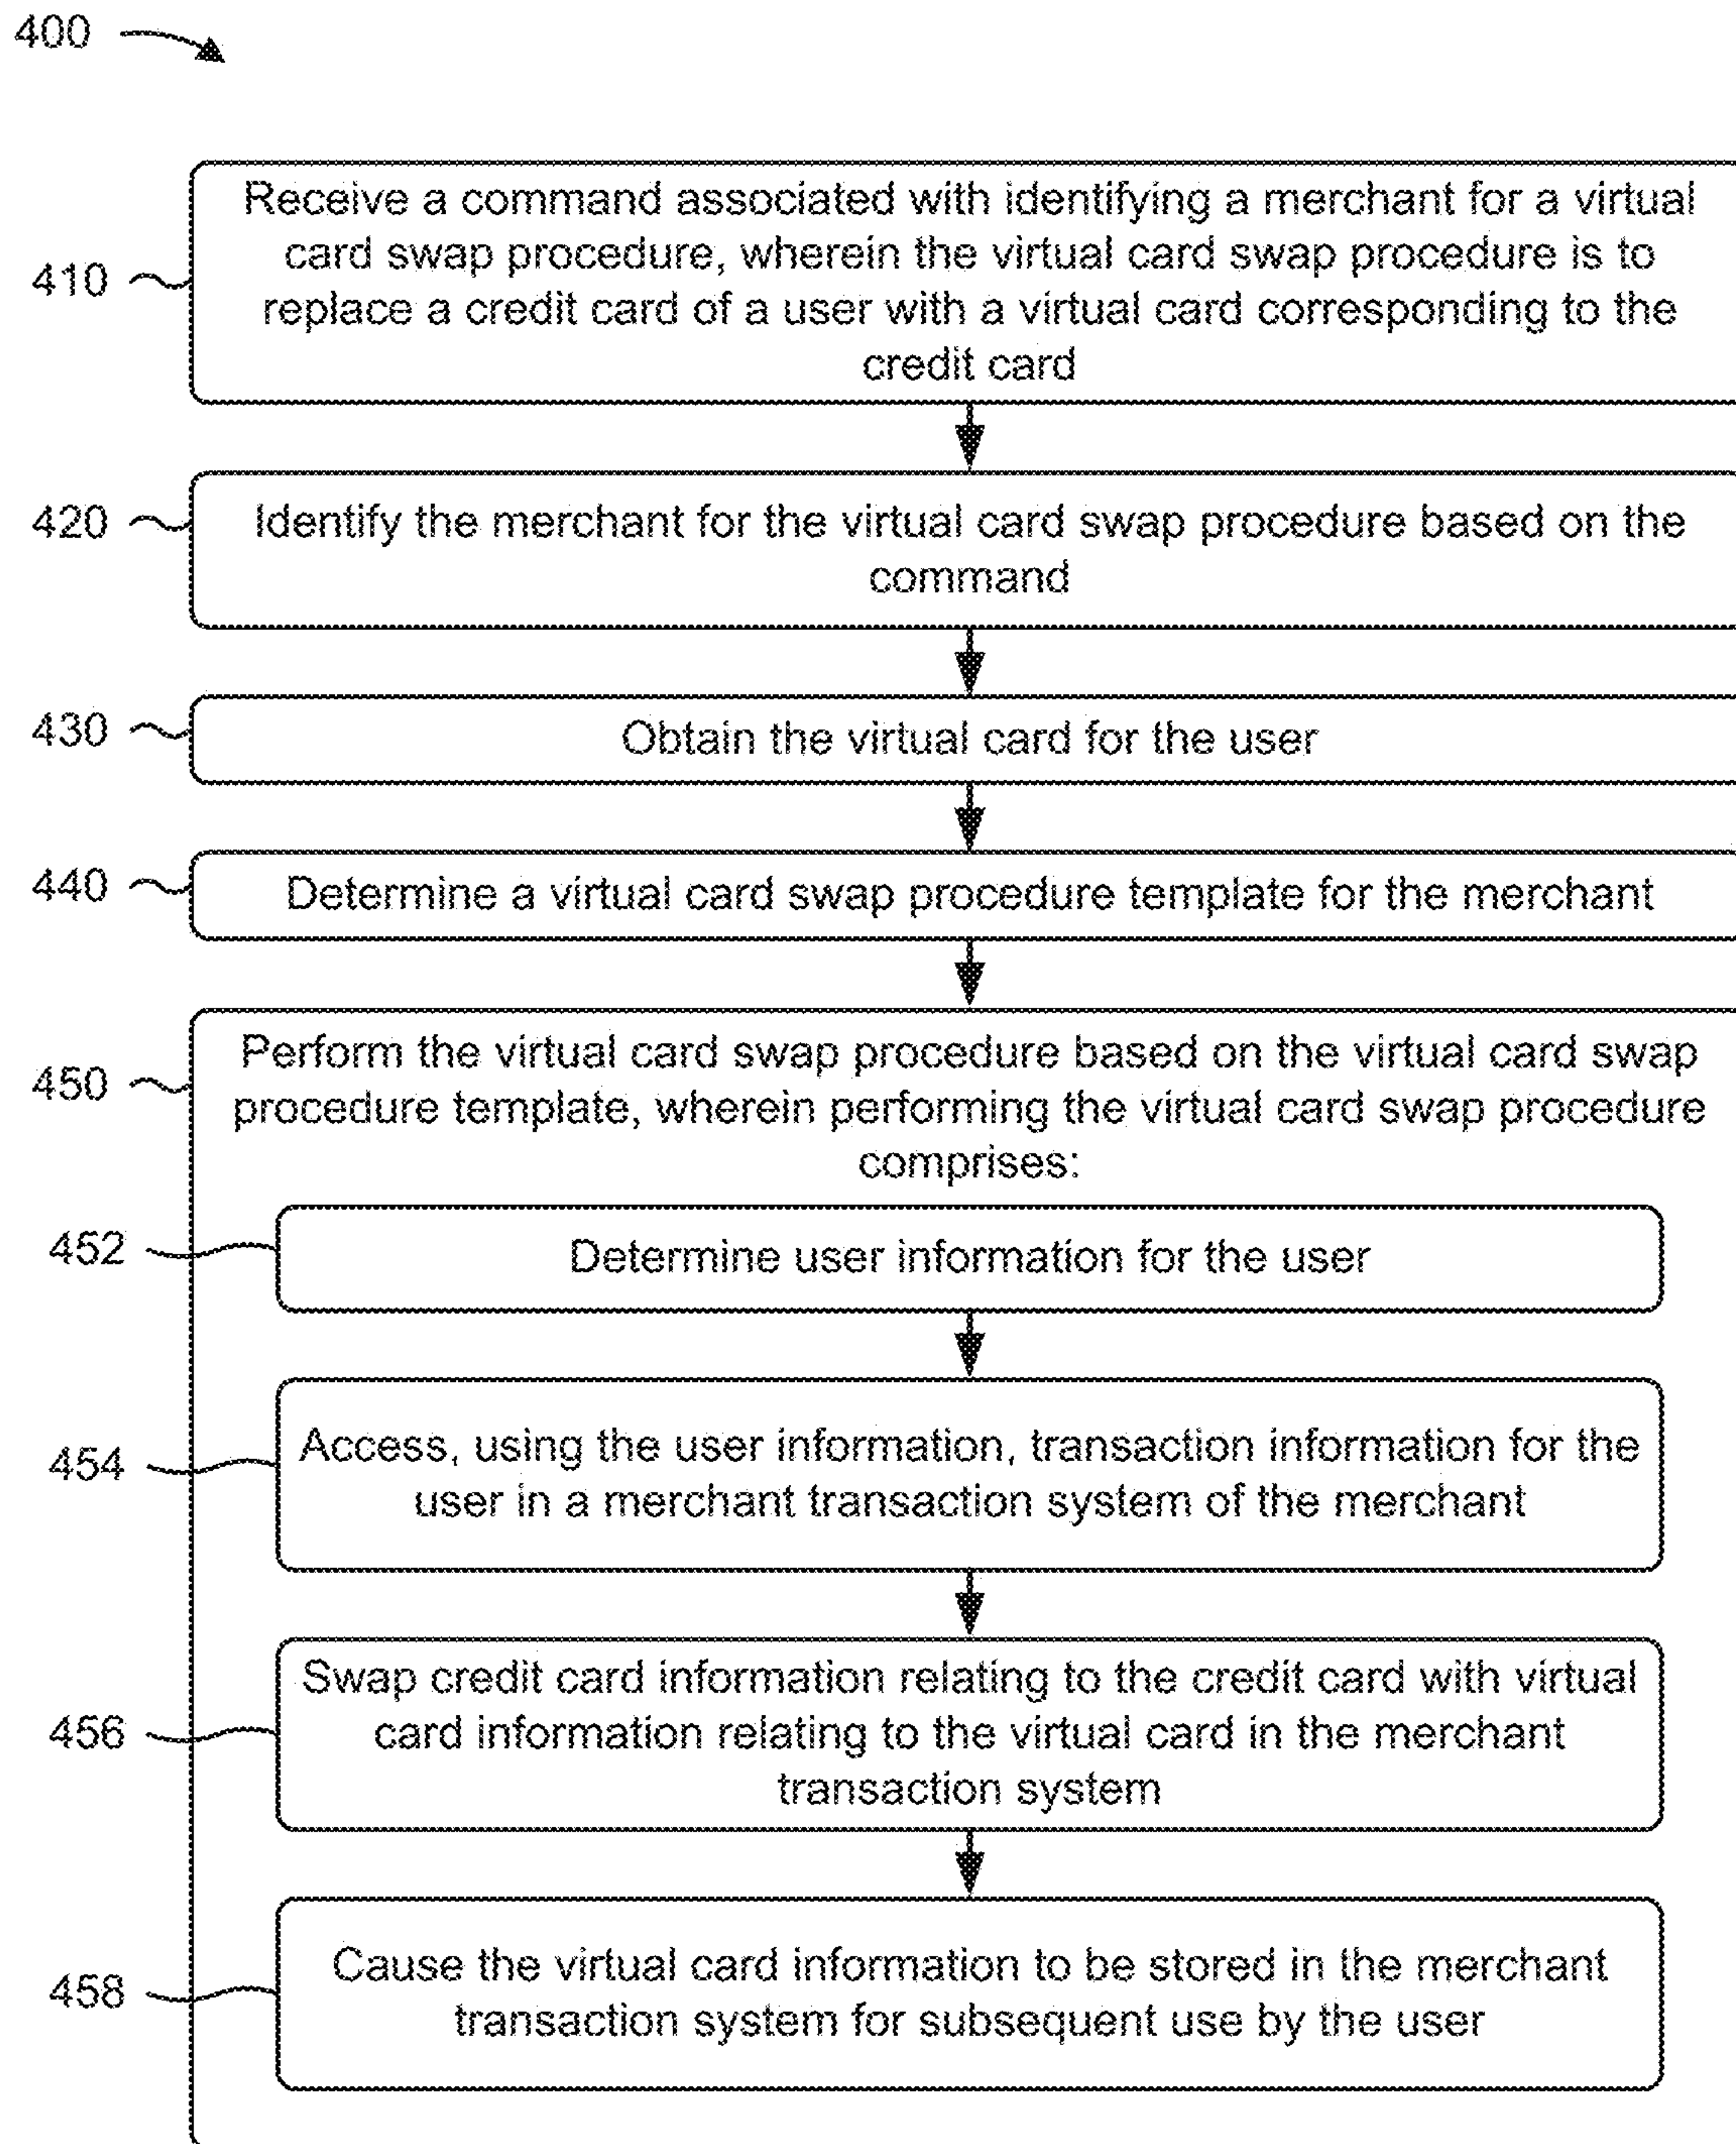 400
410
Receive a command associated with identifying a merchant for a virtual
card swap procedure, wherein the virtual card swap procedure is to
replace a credit card of a user with a virtual card corresponding to the
credit card
420
Identify the merchant for the virtual card swap procedure based on the
command
430
Obtain the virtual card for the user
440
Determine a virtual card swap procedure template for the merchant
450
Perform the virtual card swap procedure based on the virtual card swap
procedure template, wherein performing the virtual card swap procedure
comprises:
452
Determine user information for the user
454
Access, using the user information, transaction information for the
user in a merchant transaction system of the merchant
456
Swap credit card information relating to the credit card with virtual
card information relating to the virtual card in the merchant
transaction system
458
Cause the virtual card information to be stored in the merchant
transaction system for subsequent use by the user